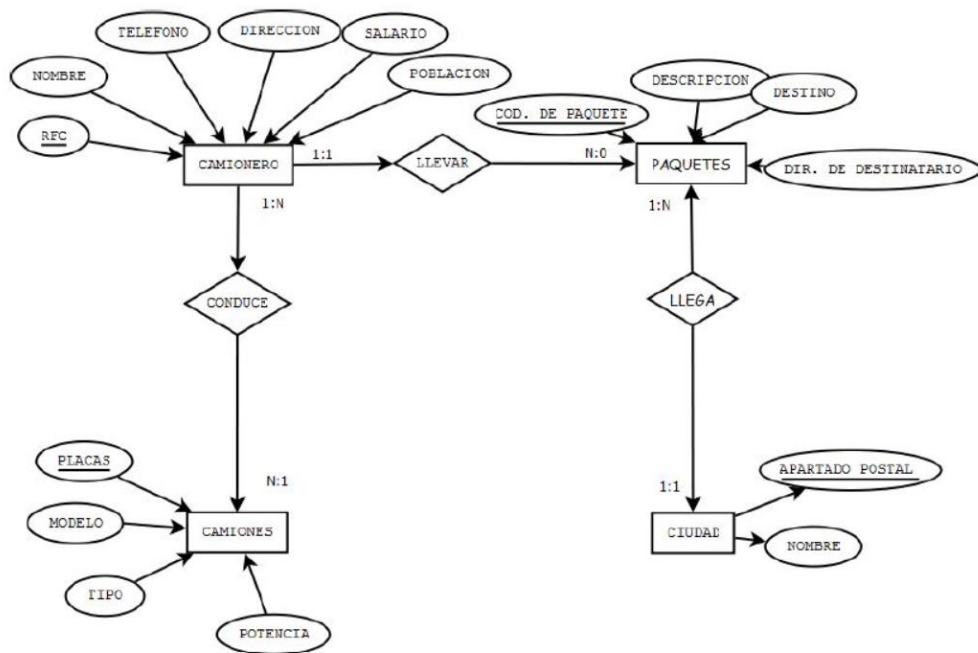 TELEFONO
DIRECCION
SALARIO
NOMBRE
POBLACION
RFC
CAMIONERO
1:1
LLEVAR
N:0
DESCRIPCION
DESTINO
COD. DE PAQUETE
PAQUETES
DIR. DE DESTINATARIO
1:N
1:N
CONDUCE
LLEGA
PLACAS
N:1
MODELO
CAMIONES
TIPO
POTENCIA
1:1
APARTADO POSTAL
CIUDAD
NOMBRE